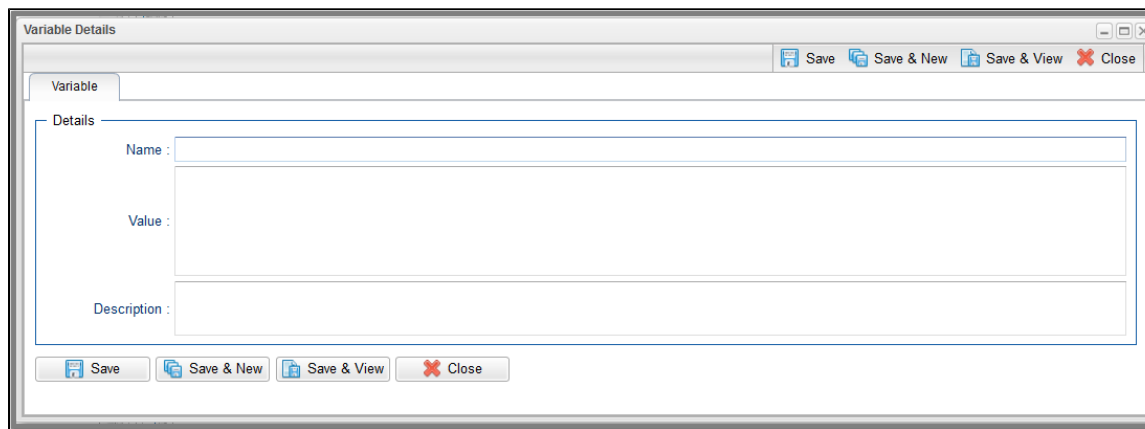 Variable Details
Save Save & New Save & View Close
Variable
Details
Name :
Value :
Description :
Save Save & New Save & View Close